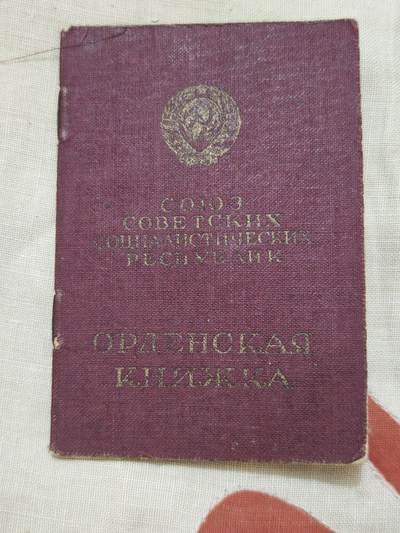 СОЮЗ
СОВЕТСКИХ
СОЦИАЛИСТИЧЕСКИХ
РЕСПУБЛИК
ОРДЕНСКАЯ
КНИЖКА